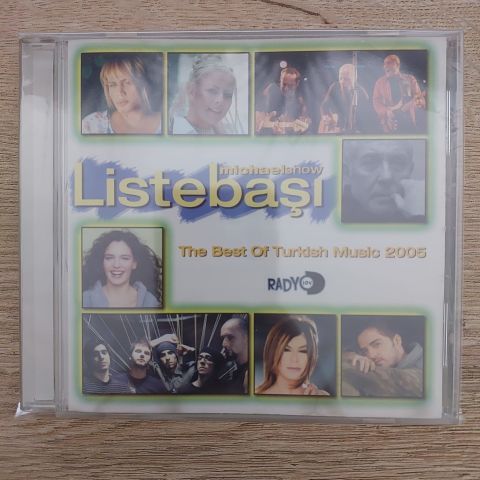 michaelshow
Listebaşı
The Best Of Turkish Music 2005
RADYO